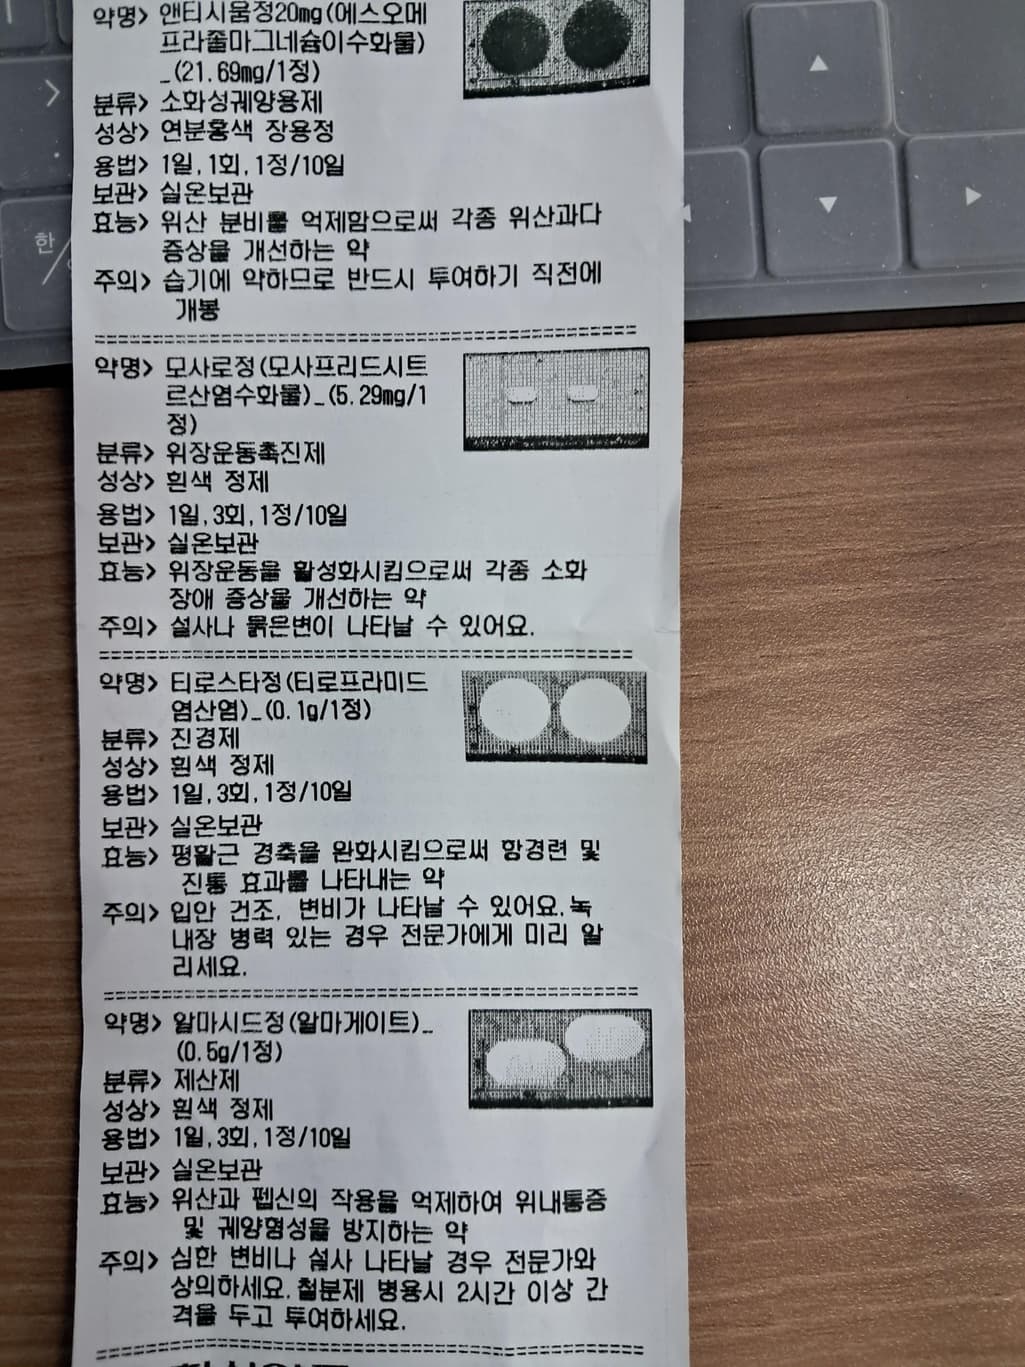 약명> 앤티시움정20mg(에스오메
프라졸마그네슘이수화물)
_(21.69mg/1정)
분류> 소화성궤양용제
성상> 연분홍색 장용정
용법> 1일,1회,1정/10일
보관> 실온보관
효능> 위산 분비를 억제함으로써 각종 위산과다
증상을 개선하는 약
주의> 습기에 약하므로 반드시 투여하기 직전에
개봉
약명> 모사로정(모사프리드시트
르산염수화물)_(5.29mg/1
정)
분류> 위장운동촉진제
성상> 흰색 정제
용법> 1일,3회,1정/10일
보관> 실온보관
효능> 위장운동을 활성화시킴으로써 각종 소화
장애 증상을 개선하는 약
주의> 설사나 묽은변이 나타날 수 있어요.
약명> 티로스타정(티로프라미드
염산염)_(0.1g/1정)
분류> 진경제
성상> 흰색 정제
용법> 1일,3회,1정/10일
보관> 실온보관
효능> 평활근 경축을 완화시킴으로써 항경련 및
진통 효과를 나타내는 약
주의> 입안 건조, 변비가 나타날 수 있어요.녹
내장 병력 있는 경우 전문가에게 미리 알
리세요.
약명> 알마시드정(알마게이트)_
(0.5g/1정)
분류> 제산제
성상> 흰색 정제
용법> 1일,3회,1정/10일
보관> 실온보관
효능> 위산과 펩신의 작용을 억제하여 위내통증
및 궤양형성을 방지하는 약
주의> 심한 변비나 설사 나타날 경우 전문가와
상의하세요.철분제 병용시 2시간 이상 간
격을 두고 투여하세요.
한